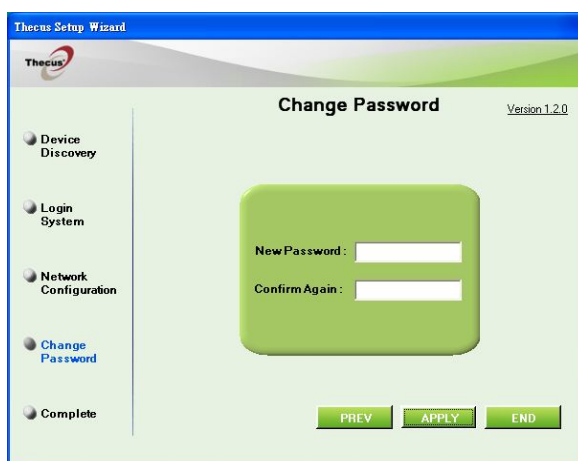 Thecus Setup Wizard
Thecus
Change Password
Version 1.2.0
Device
Discovery
Login
System
Network
Configuration
Change
Password
Complete
New Password :
Confirm Again :
PREV
APPLY
END